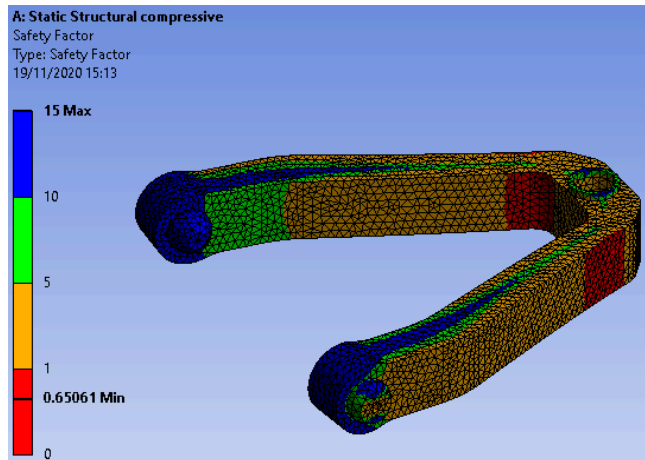 A: Static Structural compressive
Safety Factor
Type: Safety Factor
19/11/2020 15:13
15 Max
10
5
1
0.65061 Min
0